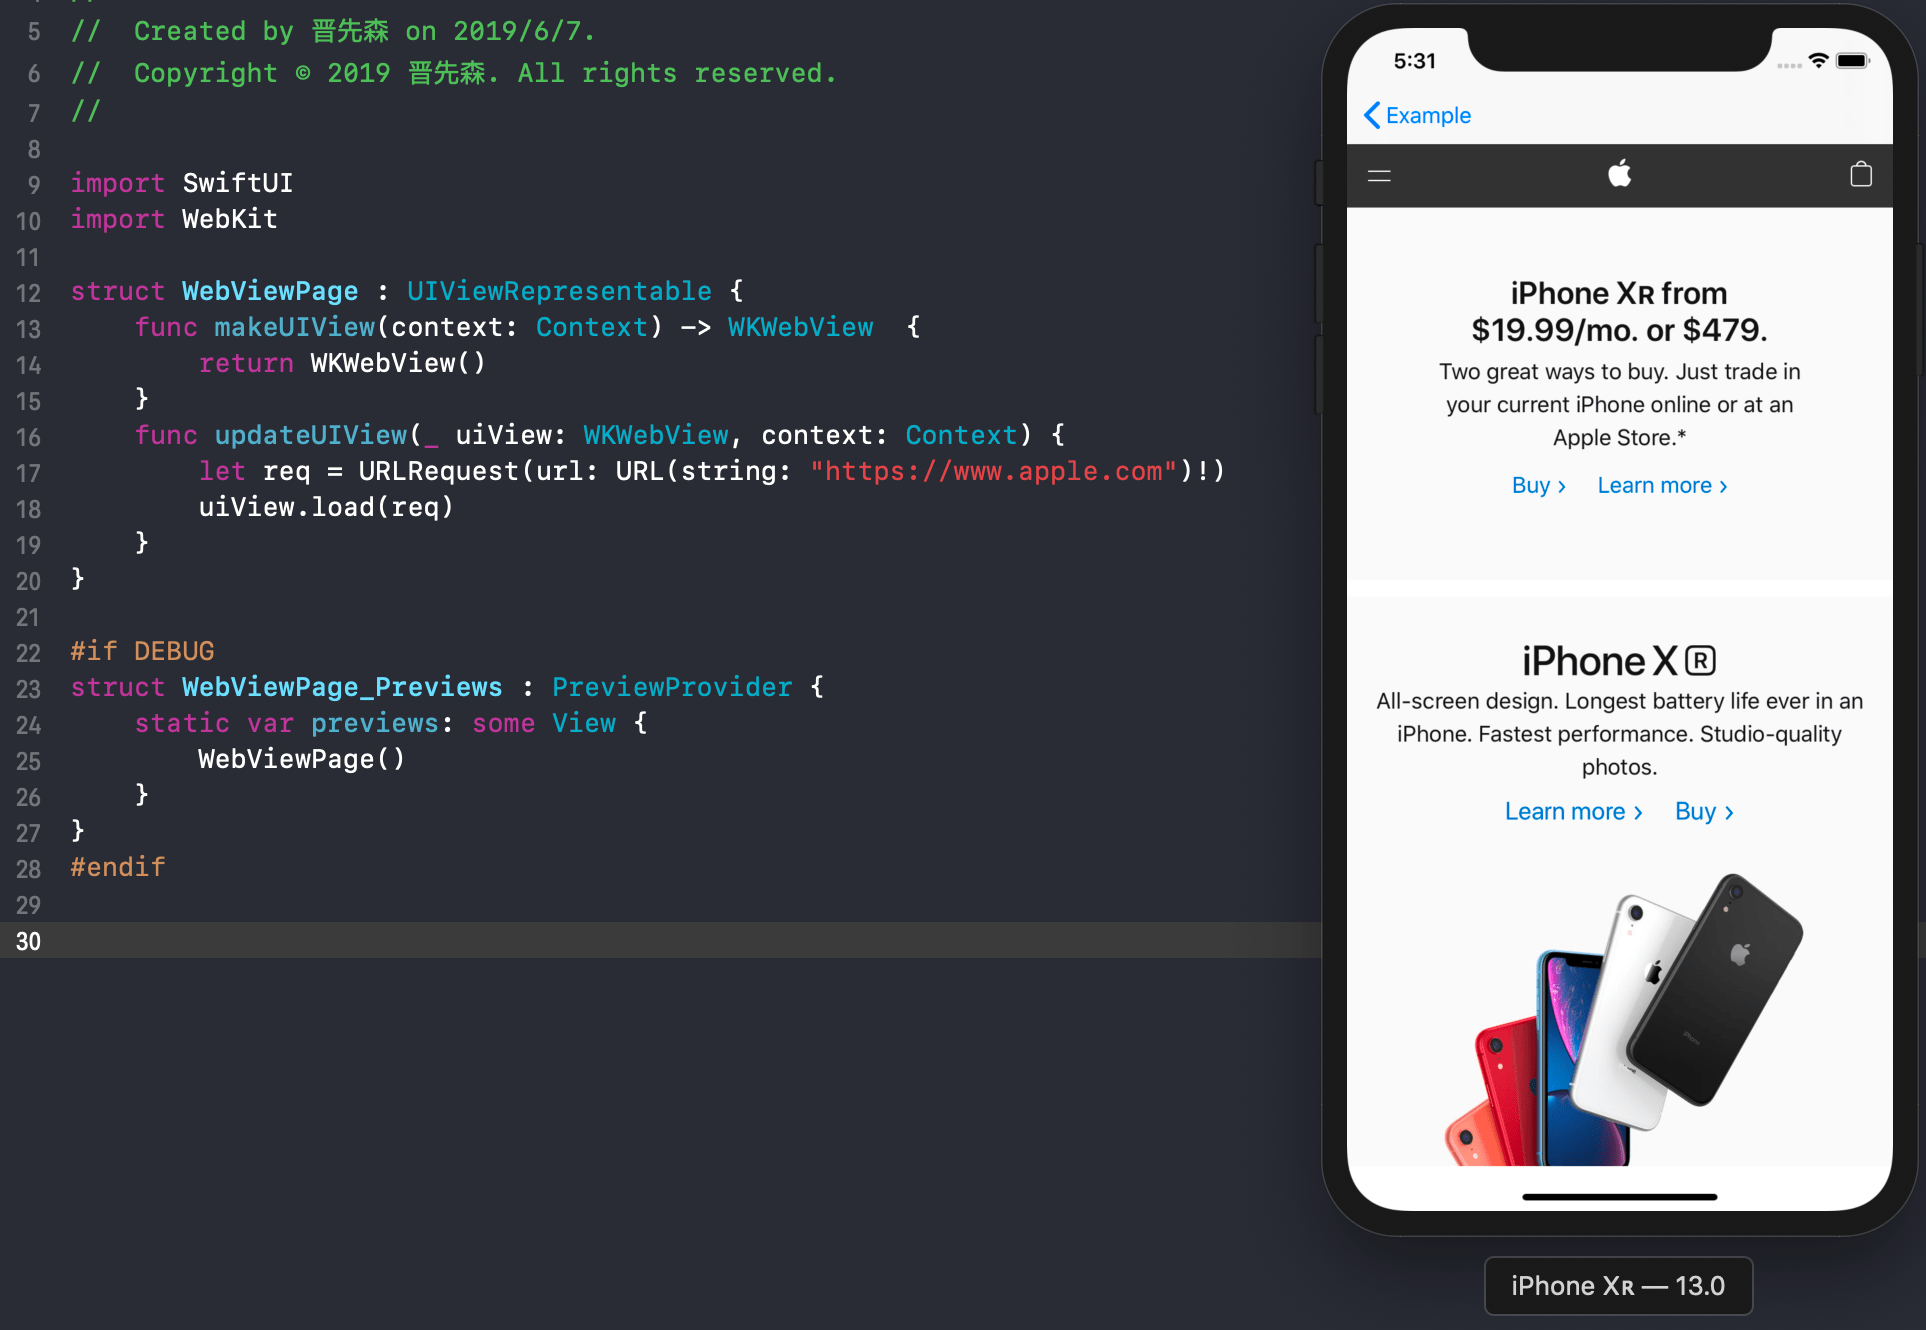 5 //  Created by 晋先森 on 2019/6/7.
6 //  Copyright © 2019 晋先森. All rights reserved.
7 //
8
9 import SwiftUI
10 import WebKit
11
12 struct WebViewPage : UIViewRepresentable {
13     func makeUIView(context: Context) -> WKWebView  {
14         return WKWebView()
15     }
16     func updateUIView(_ uiView: WKWebView, context: Context) {
17         let req = URLRequest(url: URL(string: "https://www.apple.com")!)
18         uiView.load(req)
19     }
20 }
21
22 #if DEBUG
23 struct WebViewPage_Previews : PreviewProvider {
24     static var previews: some View {
25         WebViewPage()
26     }
27 }
28 #endif
29
30
5:31
Example
iPhone XR from
$19.99/mo. or $479.
Two great ways to buy. Just trade in
your current iPhone online or at an
Apple Store.*
Buy › Learn more ›
iPhone XR
All-screen design. Longest battery life ever in an
iPhone. Fastest performance. Studio-quality
photos.
Learn more › Buy ›
iPhone XR — 13.0